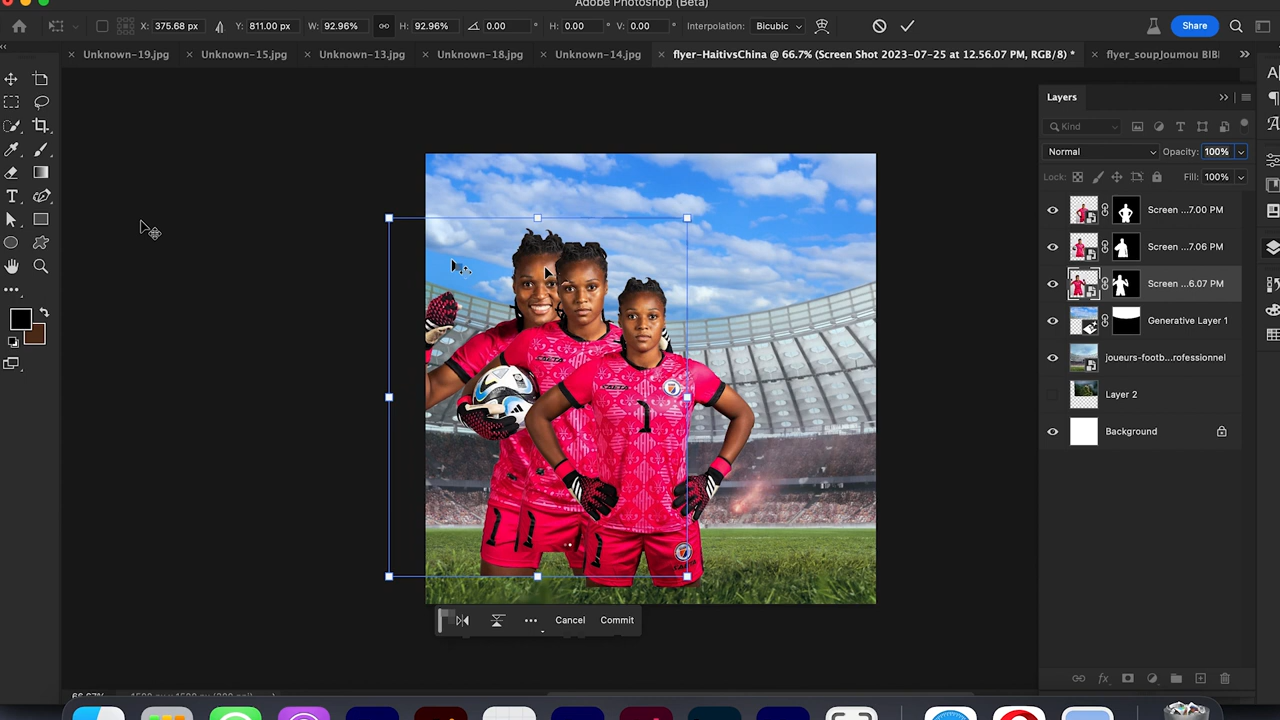 Adobe Photoshop (Beta)
X: 375.68 px Y: 811.00 px W: 92.96% H: 92.96% 0.00 ° H: 0.00 ° V: 0.00 ° Interpolation: Bicubic Share
Unknown-19.jpg Unknown-15.jpg Unknown-13.jpg Unknown-18.jpg Unknown-14.jpg flyer-HaitivsChina @ 66.7% (Screen Shot 2023-07-25 at 12.56.07 PM, RGB/8) * flyer_soupJoumou BIBI
Layers
Kind
Normal Opacity: 100%
Lock: Fill: 100%
Screen ...7.00 PM
Screen ...7.06 PM
Screen ...6.07 PM
Generative Layer 1
joueurs-footb...rofessionnel
Layer 2
Background
1
Cancel Commit